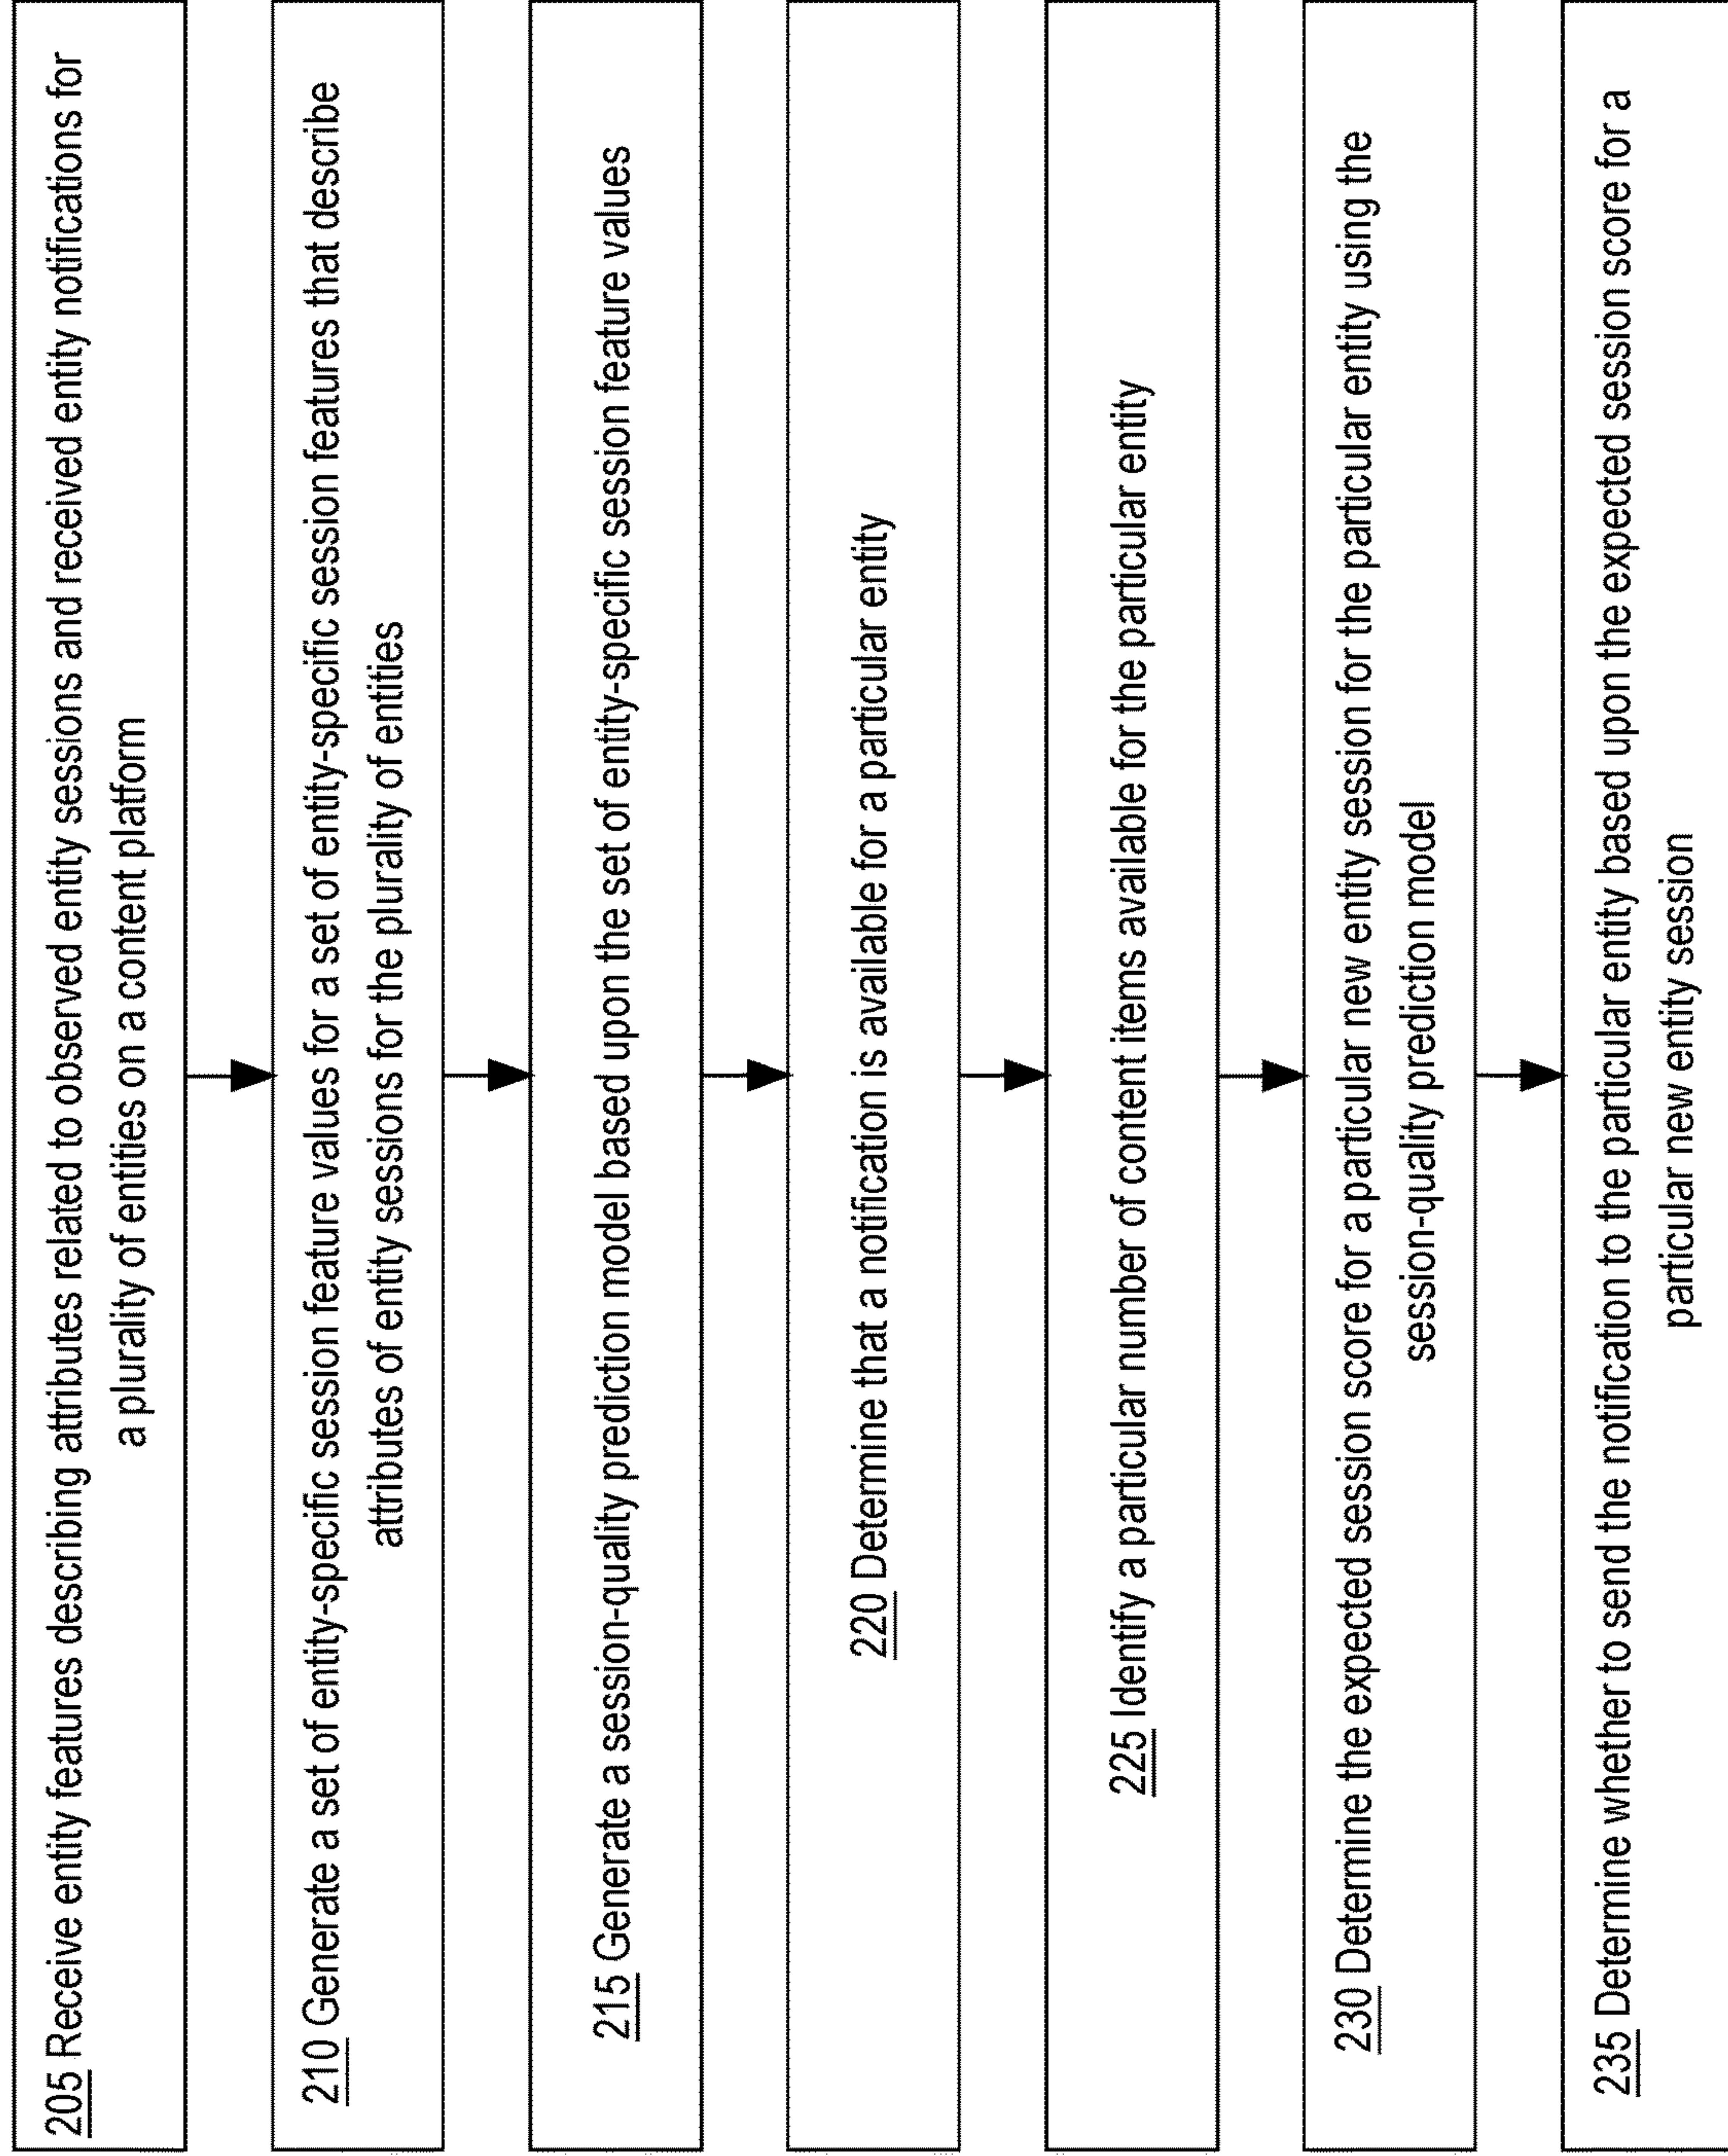 205 Receive entity features describing attributes related to observed entity sessions and received entity notifications for
a plurality of entities on a content platform
210 Generate a set of entity-specific session feature values for a set of entity-specific session features that describe
attributes of entity sessions for the plurality of entities
215 Generate a session-quality prediction model based upon the set of entity-specific session feature values
220 Determine that a notification is available for a particular entity
225 Identify a particular number of content items available for the particular entity
230 Determine the expected session score for a particular new entity session for the particular entity using the
session-quality prediction model
235 Determine whether to send the notification to the particular entity based upon the expected session score for a
particular new entity session